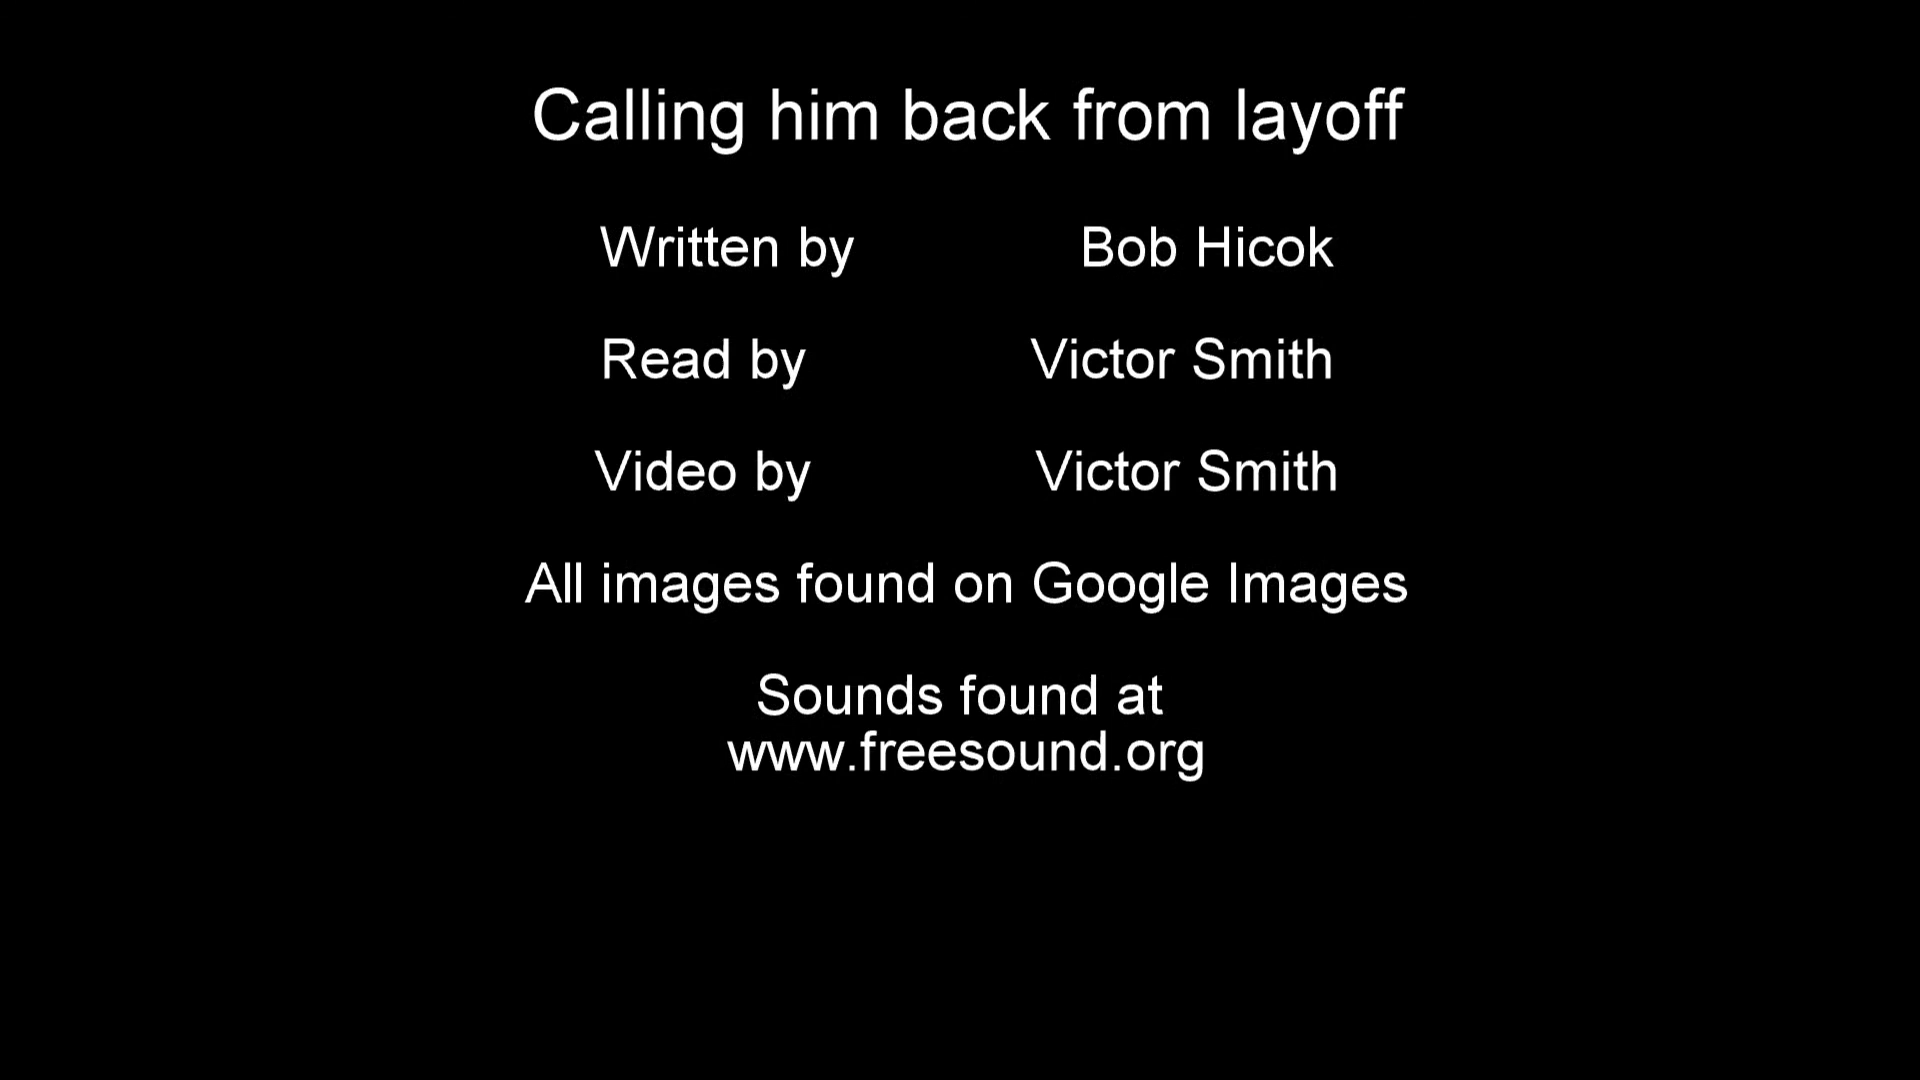 Calling him back from layoff
Written by Bob Hicok
Read by Victor Smith
Video by Victor Smith
All images found on Google Images
Sounds found at
www.freesound.org